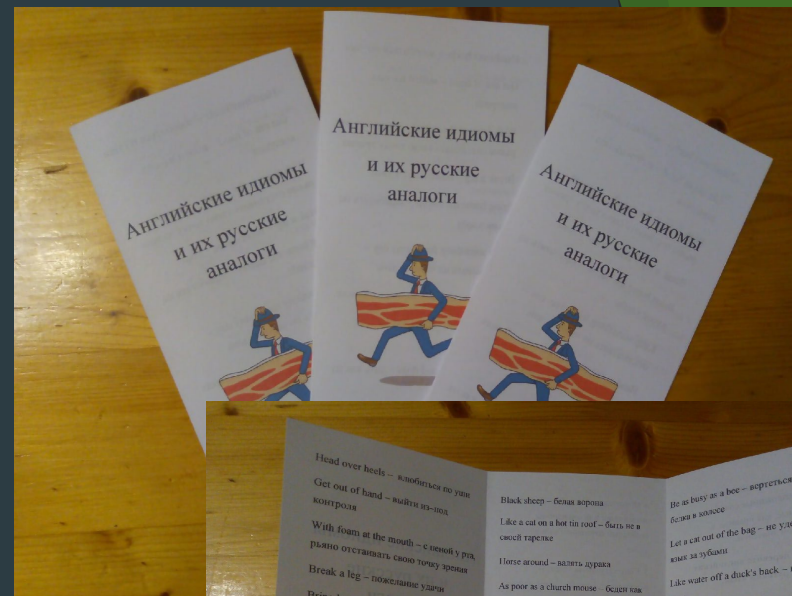 Английские идиомы
и их русские
аналоги
Английские идиомы
и их русские
аналоги
Английские идиомы
и их русские
аналоги
Head over heels – влюбиться по уши
Get out of hand – выйти из-под
контроля
With foam at the mouth – с пеной у рта,
рьяно отстаивать свою точку зрения
Break a leg – пожелание удачи
Black sheep – белая ворона
Like a cat on a hot tin roof – быть не в
своей тарелке
Horse around – валять дурака
As poor as a church mouse – беден как
Be as busy as a bee – вертеться
белка в колесе
Let a cat out of the bag – не
язык за зубами
Like water off a duck's back –